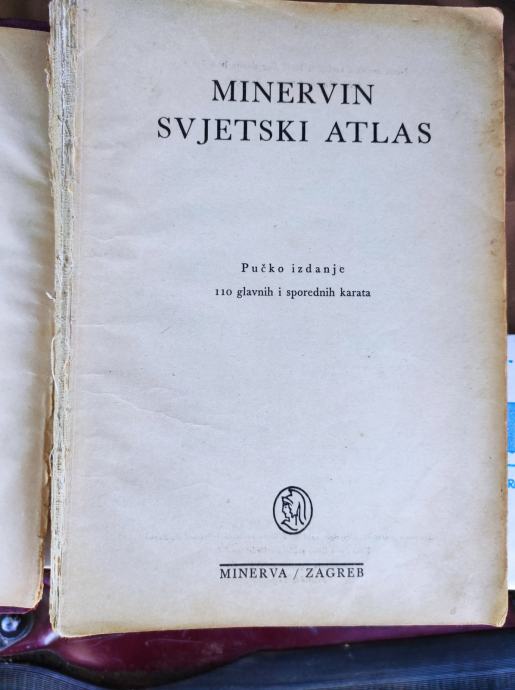 MINERVIN
SVJETSKI ATLAS
Pučko izdanje
110 glavnih i sporednih karata
MINERVA / ZAGREB